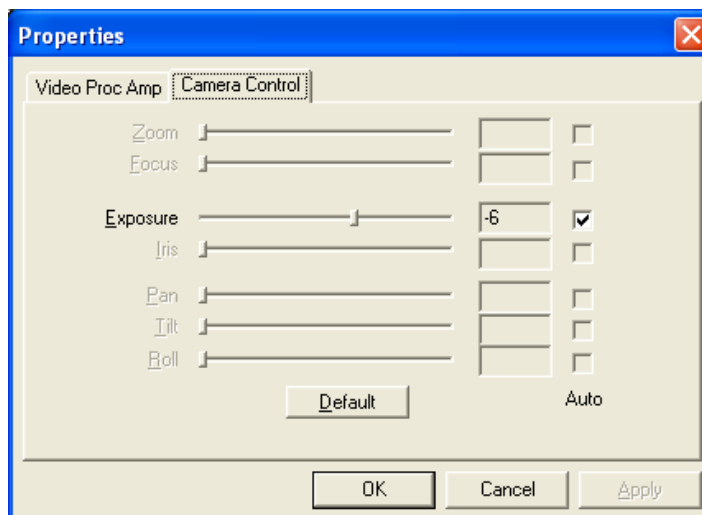 Properties
Video Proc Amp Camera Control
Zoom
Focus
Exposure -6
Iris
Pan
Tilt
Roll
Default Auto
OK Cancel Apply